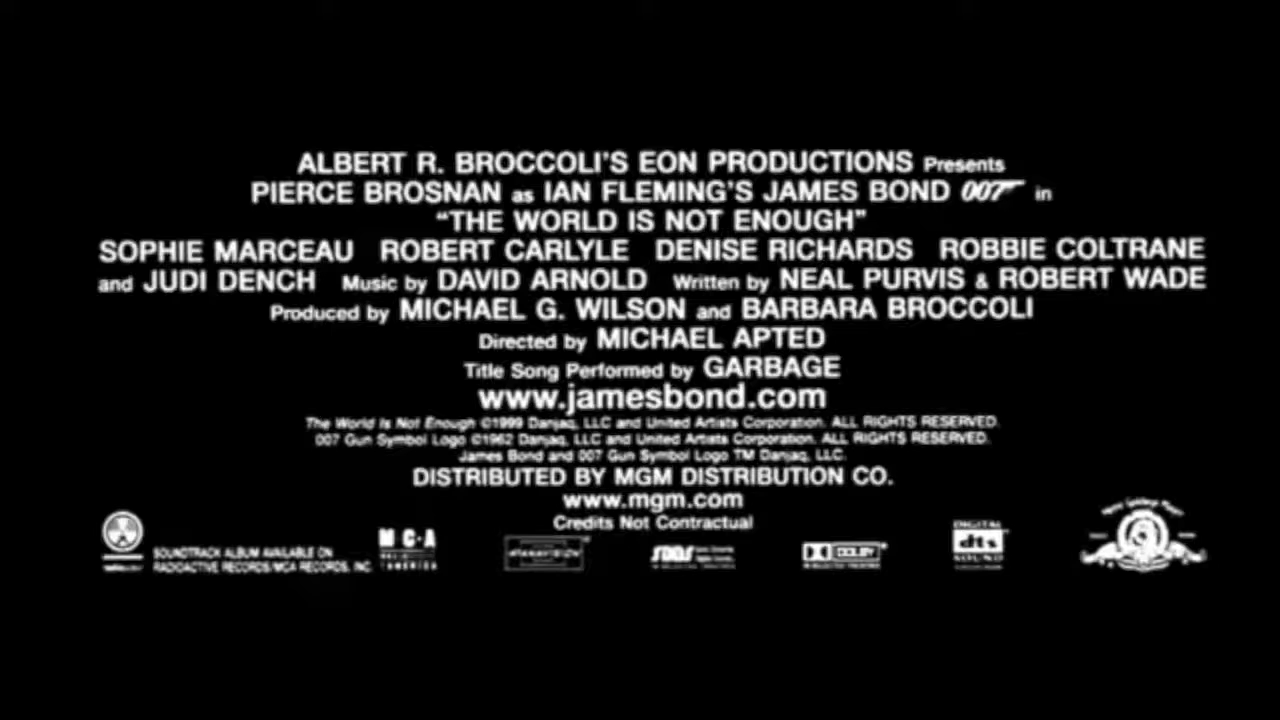 ALBERT R. BROCCOLI'S EON PRODUCTIONS Presents
PIERCE BROSNAN as IAN FLEMING'S JAMES BOND 007 in
"THE WORLD IS NOT ENOUGH"
SOPHIE MARCEAU ROBERT CARLYLE DENISE RICHARDS ROBBIE COLTRANE
and JUDI DENCH Music by DAVID ARNOLD Written by NEAL PURVIS & ROBERT WADE
Produced by MICHAEL G. WILSON and BARBARA BROCCOLI
Directed by MICHAEL APTED
Title Song Performed by GARBAGE
www.jamesbond.com
The World Is Not Enough ©1999 Danjaq, LLC and United Artists Corporation. ALL RIGHTS RESERVED.
007 Gun Symbol Logo ©1962 Danjaq, LLC and United Artists Corporation. ALL RIGHTS RESERVED.
James Bond and 007 Gun Symbol Logo TM Danjaq, LLC.
DISTRIBUTED BY MGM DISTRIBUTION CO.
www.mgm.com
Credits Not Contractual
SOUNDTRACK ALBUM AVAILABLE ON
RADIOACTIVE RECORDS/MCA RECORDS, INC.
MCA
PANAVISION
SDDS
DOLBY
DIGITAL
dts
SOUND